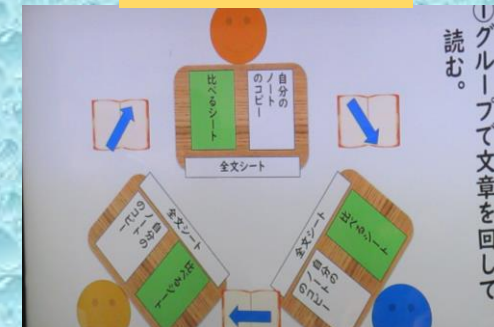 ①グループで文章を回して
読む。
自分の
ノート
のコピー
比べるシート
全文シート
全文シート
自分の
ノート
のコピー
比べるシート
全文シート
比べるシート
自分の
ノート
のコピー